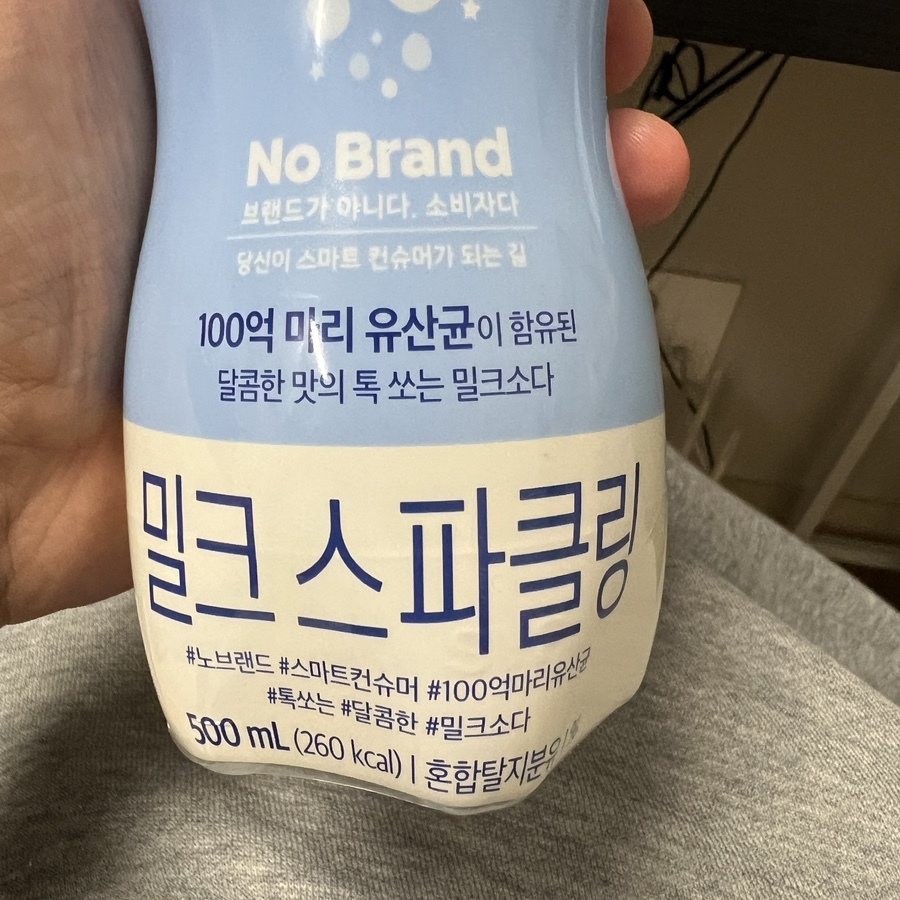 No Brand
브랜드가 아니다. 소비자다
당신이 스마트 컨슈머가 되는 길
100억 마리 유산균이 함유된
달콤한 맛의 톡 쏘는 밀크소다
밀크스파클링
#노브랜드 #스마트컨슈머 #100억마리유산균
#톡쏘는 #달콤한 #밀크소다
500 mL (260 kcal) | 혼합탈지분유